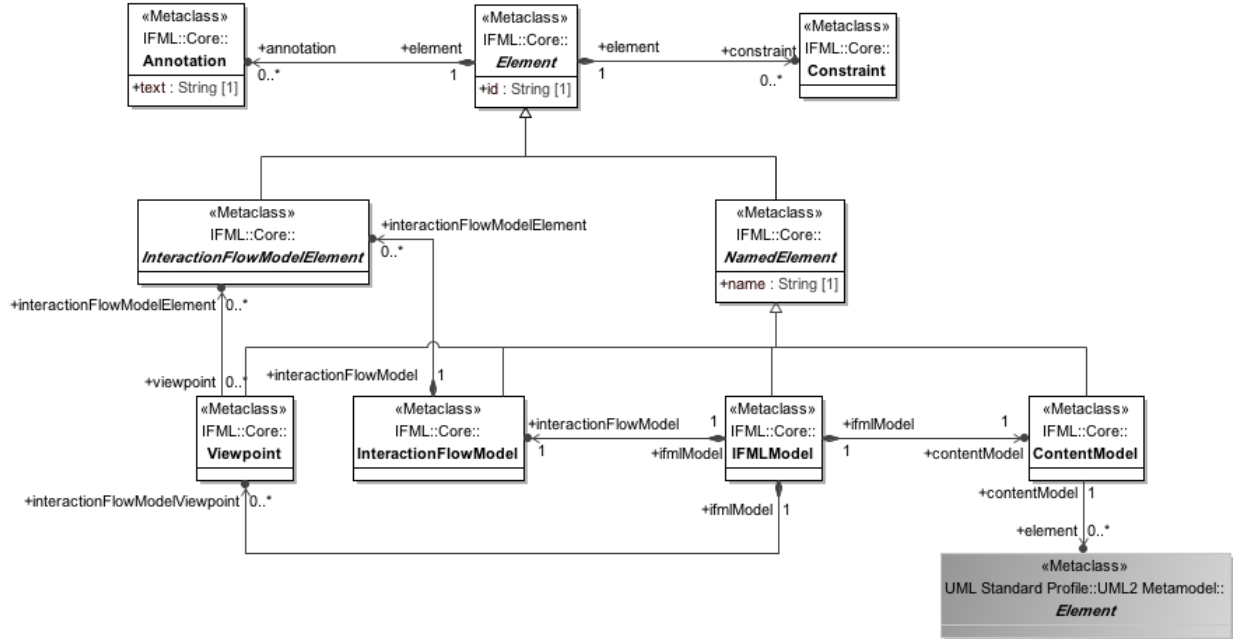 «Metaclass»
IFML::Core::
Annotation
+text : String [1]
+annotation
0..*
+element
1
«Metaclass»
IFML::Core::
Element
+id : String [1]
+element
1
+constraint
0..*
«Metaclass»
IFML::Core::
Constraint
«Metaclass»
IFML::Core::
InteractionFlowModelElement
+interactionFlowModelElement
0..*
«Metaclass»
IFML::Core::
NamedElement
+name : String [1]
+interactionFlowModelElement 0..*
+viewpoint 0..*
+interactionFlowModel 1
«Metaclass»
IFML::Core::
Viewpoint
«Metaclass»
IFML::Core::
InteractionFlowModel
+interactionFlowModel 1
1 +ifmlModel
«Metaclass»
IFML::Core::
IFMLModel
+ifmlModel 1
1 +contentModel
«Metaclass»
IFML::Core::
ContentModel
+interactionFlowModelViewpoint 0..*
+ifmlModel 1
+contentModel 1
+element 0..*
«Metaclass»
UML Standard Profile::UML2 Metamodel::
Element